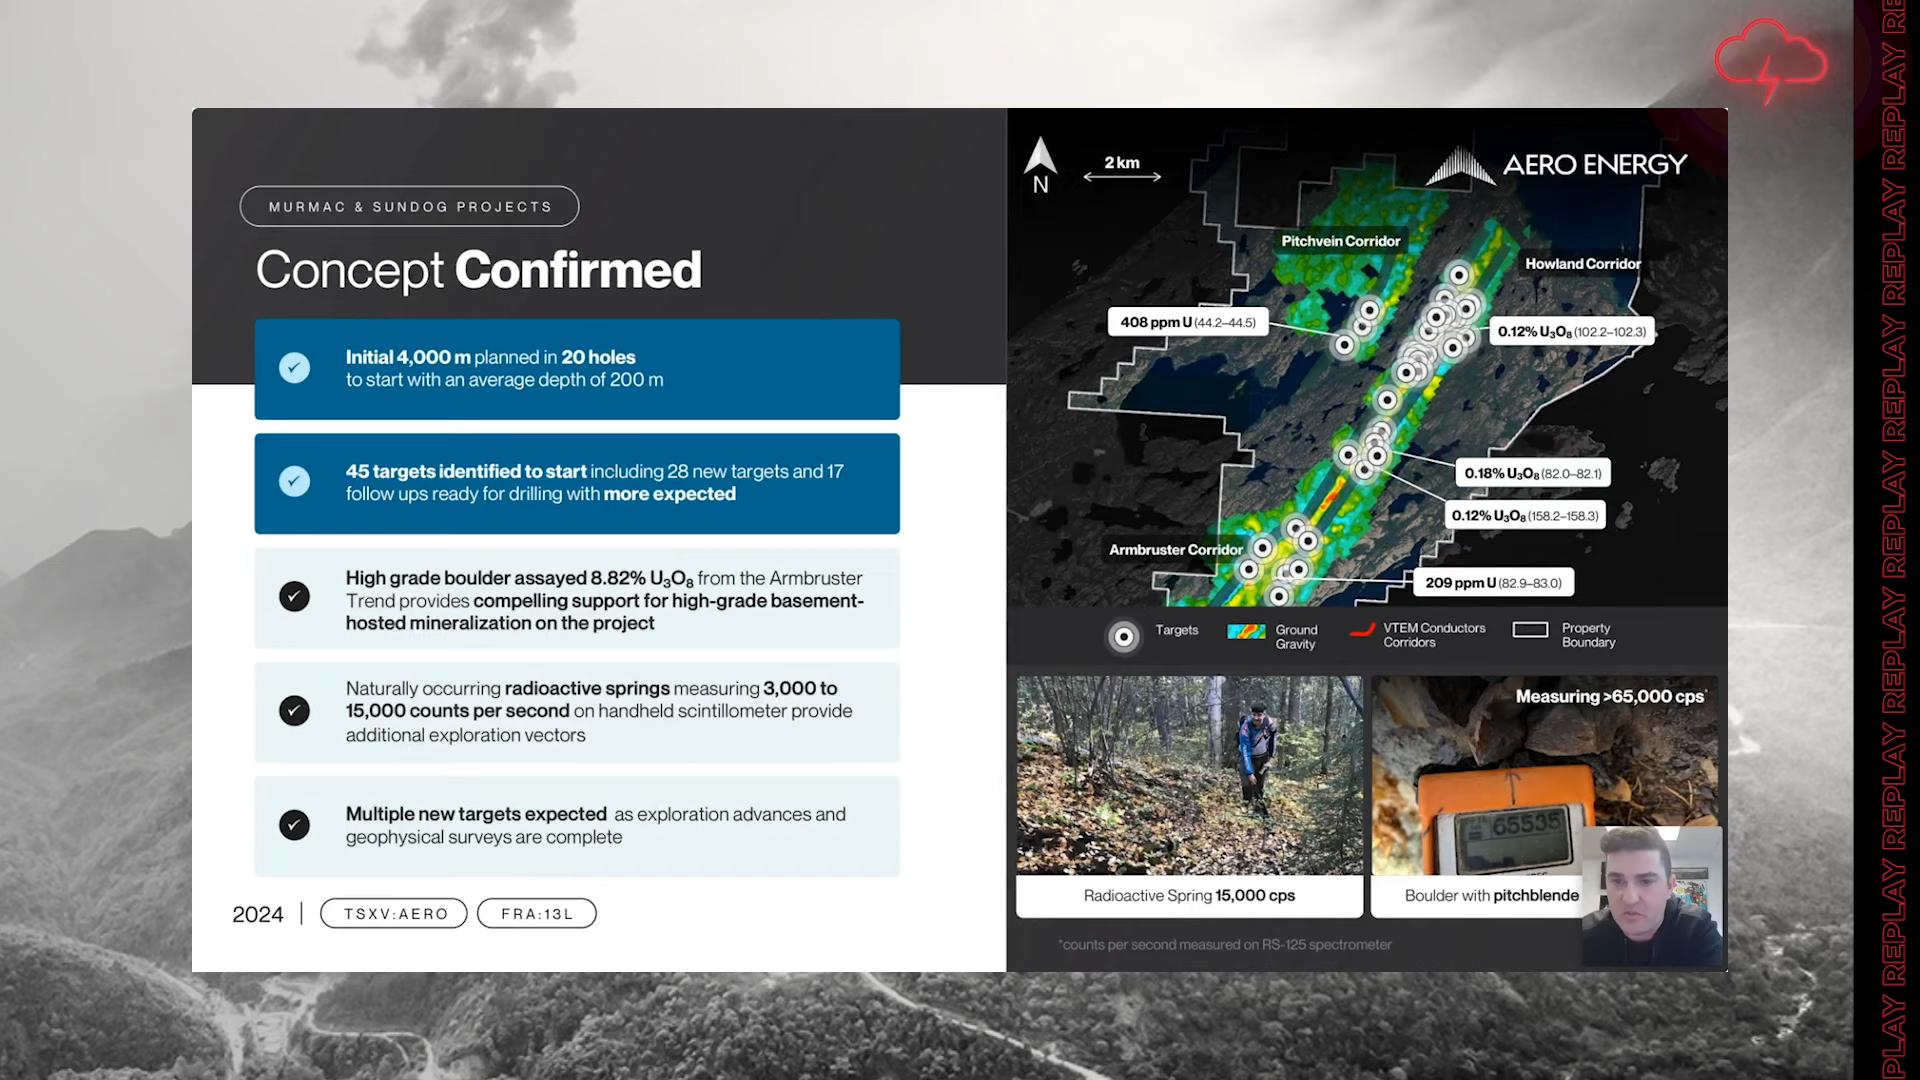 MURMAC & SUNDOG PROJECTS
Concept Confirmed
Initial 4,000 m planned in 20 holes
to start with an average depth of 200 m
45 targets identified to start including 28 new targets and 17
follow ups ready for drilling with more expected
High grade boulder assayed 8.82% U₃O₈ from the Armbruster
Trend provides compelling support for high-grade basement-
hosted mineralization on the project
Naturally occurring radioactive springs measuring 3,000 to
15,000 counts per second on handheld scintillometer provide
additional exploration vectors
Multiple new targets expected as exploration advances and
geophysical surveys are complete
2024 | TSXV:AERO FRA:13L
N
2 km
AERO ENERGY
Pitchvein Corridor
Howland Corridor
408 ppm U (44.2–44.5)
0.12% U₃O₈ (102.2–102.3)
0.18% U₃O₈ (82.0–82.1)
0.12% U₃O₈ (158.2–158.3)
Armbruster Corridor
209 ppm U (82.9–83.0)
Targets
Ground
Gravity
VTEM Conductors
Corridors
Property
Boundary
Measuring >65,000 cps*
65535
Radioactive Spring 15,000 cps
Boulder with pitchblende
*counts per second measured on RS-125 spectrometer
REPLAY REPLAY REPLAY REPLAY REPLAY REPLAY REPLAY REPLAY